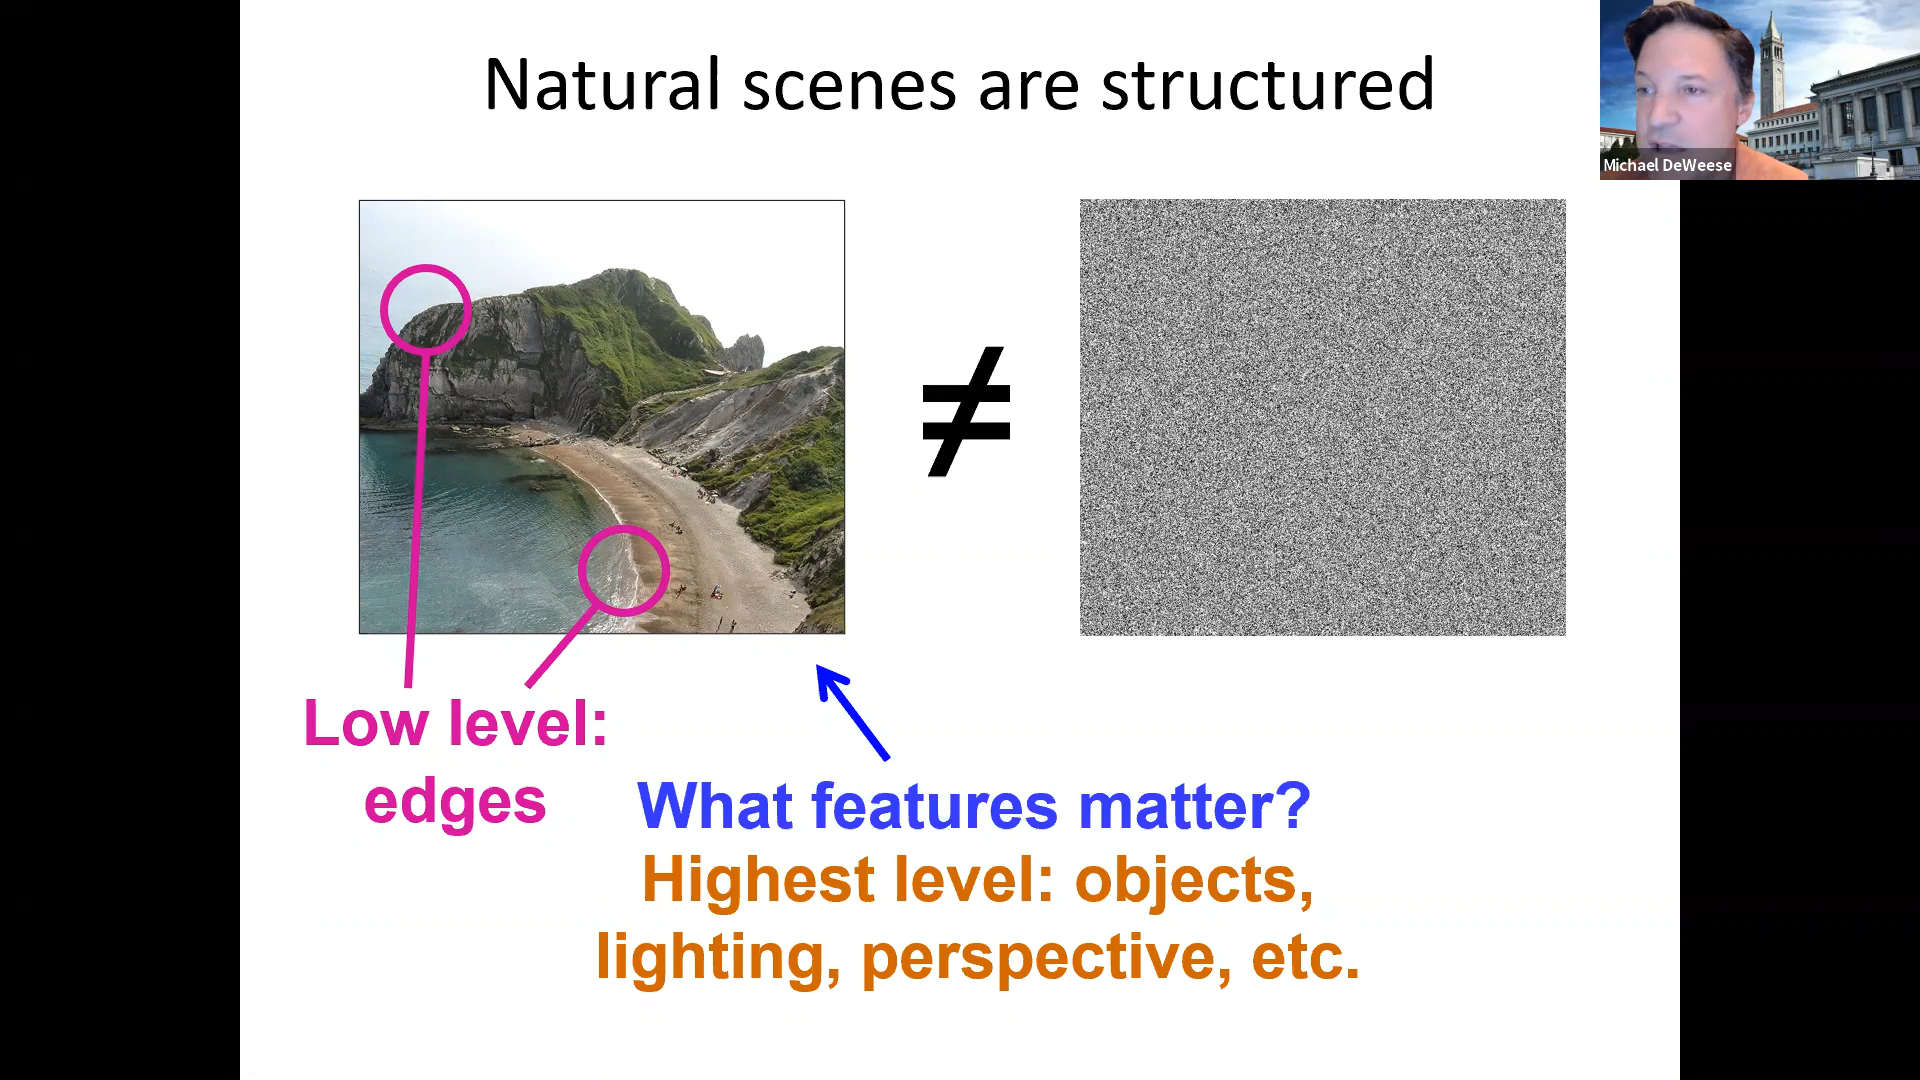 Natural scenes are structured
Michael DeWeese
≠
Low level:
edges
What features matter?
Highest level: objects,
lighting, perspective, etc.